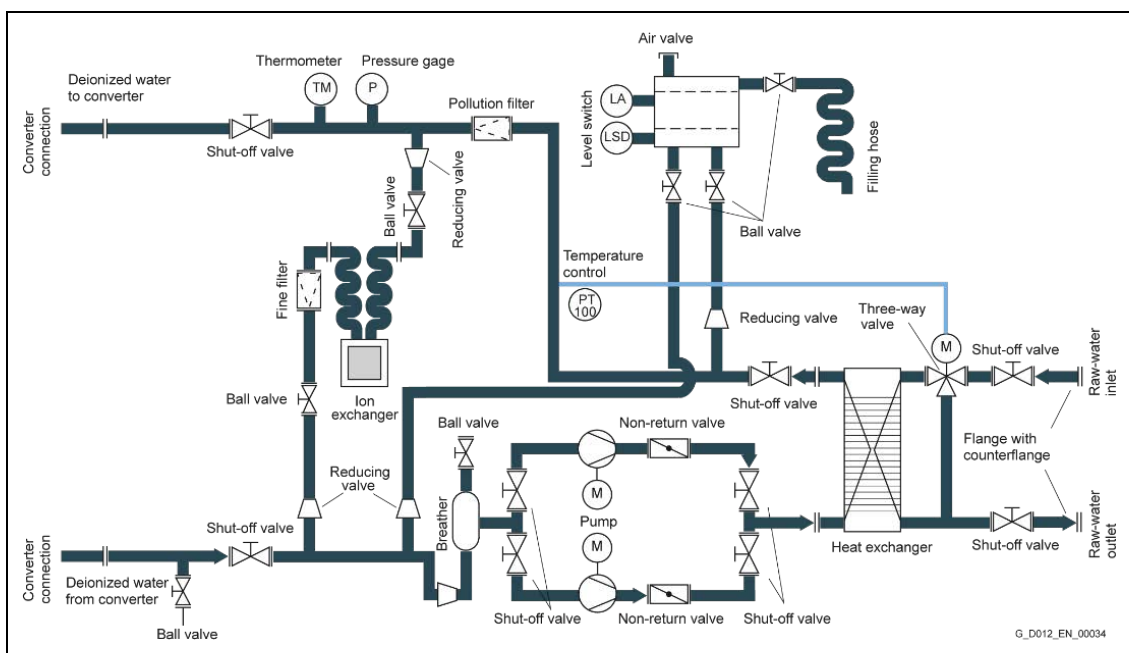 Air valve
Thermometer
Pressure gage
Deionized water
to converter
TM
P
Pollution filter
LA
LSD
Level switch
Filling hose
Converter
connection
Shut-off valve
Reducing valve
Ball valve
Ball valve
Temperature
control
PT
100
Fine filter
Three-way
valve
Reducing valve
M
Shut-off valve
Raw-water
inlet
Ion
exchanger
Ball valve
Shut-off valve
Ball valve
Non-return valve
Flange with
counterflange
M
Reducing
valve
Breather
Pump
Shut-off valve
M
Heat exchanger
Shut-off valve
Raw-water
outlet
Converter
connection
Deionized water
from converter
Shut-off valves
Non-return valve
Shut-off valve
Ball valve
G_D012_EN_00034